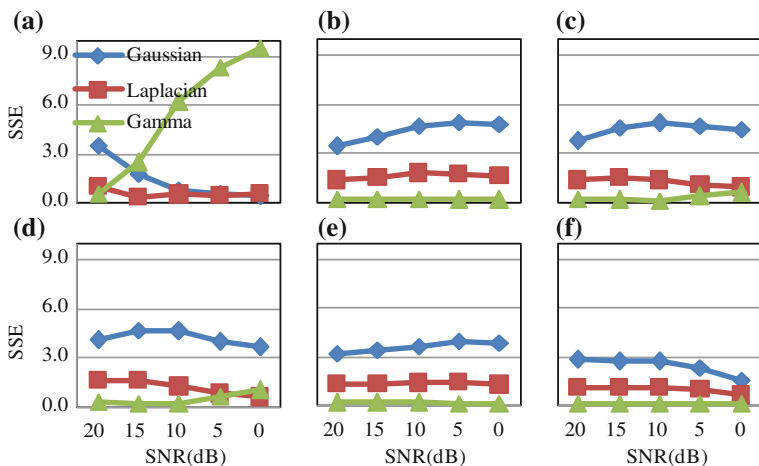 (a)
(b)
(c)
9.0
6.0
3.0
0.0
SSE
Gaussian
Laplacian
Gamma
(d)
(e)
(f)
9.0
6.0
3.0
0.0
SSE
20 15 10 5 0
20 15 10 5 0
20 15 10 5 0
SNR(dB)
SNR(dB)
SNR(dB)